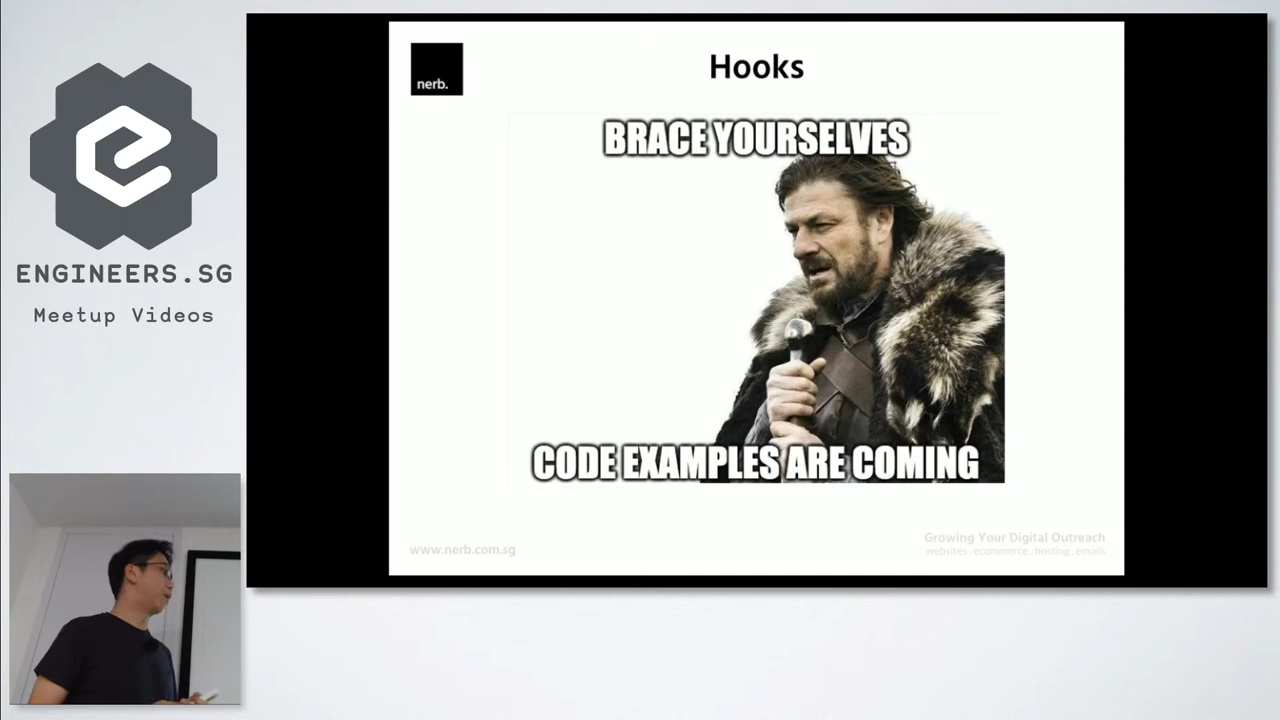 ENGINEERS.SG
Meetup Videos
nerb.
Hooks
BRACE YOURSELVES
CODE EXAMPLES ARE COMING
www.nerb.com.sg
Growing Your Digital Outreach
websites. ecommerce. hosting. emails